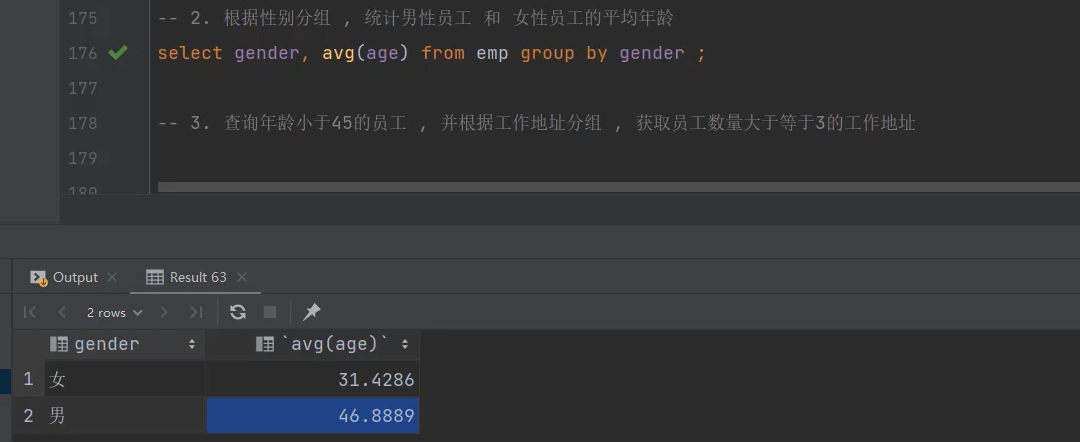 175 -- 2. 根据性别分组 , 统计男性员工 和 女性员工的平均年龄
176 select gender, avg(age) from emp group by gender ;
177
178 -- 3. 查询年龄小于45的员工 , 并根据工作地址分组 , 获取员工数量大于等于3的工作地址
179
180
Output Result 63
2 rows
gender `avg(age)`
1 女 31.4286
2 男 46.8889